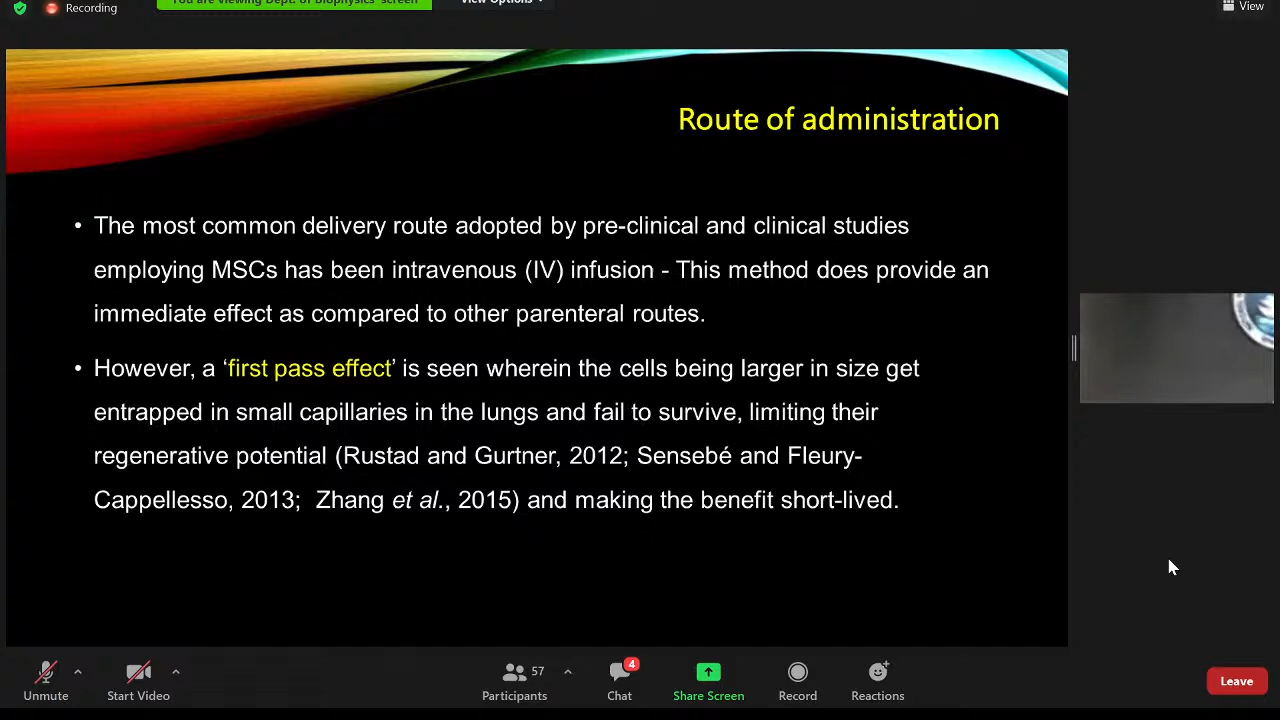 Recording
You are viewing Dept. of Biophysics' screen
View Options
View
Route of administration
• The most common delivery route adopted by pre-clinical and clinical studies
employing MSCs has been intravenous (IV) infusion - This method does provide an
immediate effect as compared to other parenteral routes.
• However, a ‘first pass effect’ is seen wherein the cells being larger in size get
entrapped in small capillaries in the lungs and fail to survive, limiting their
regenerative potential (Rustad and Gurtner, 2012; Sensebé and Fleury-
Cappellesso, 2013; Zhang et al., 2015) and making the benefit short-lived.
57
4
Unmute
Start Video
Participants
Chat
Share Screen
Record
Reactions
Leave